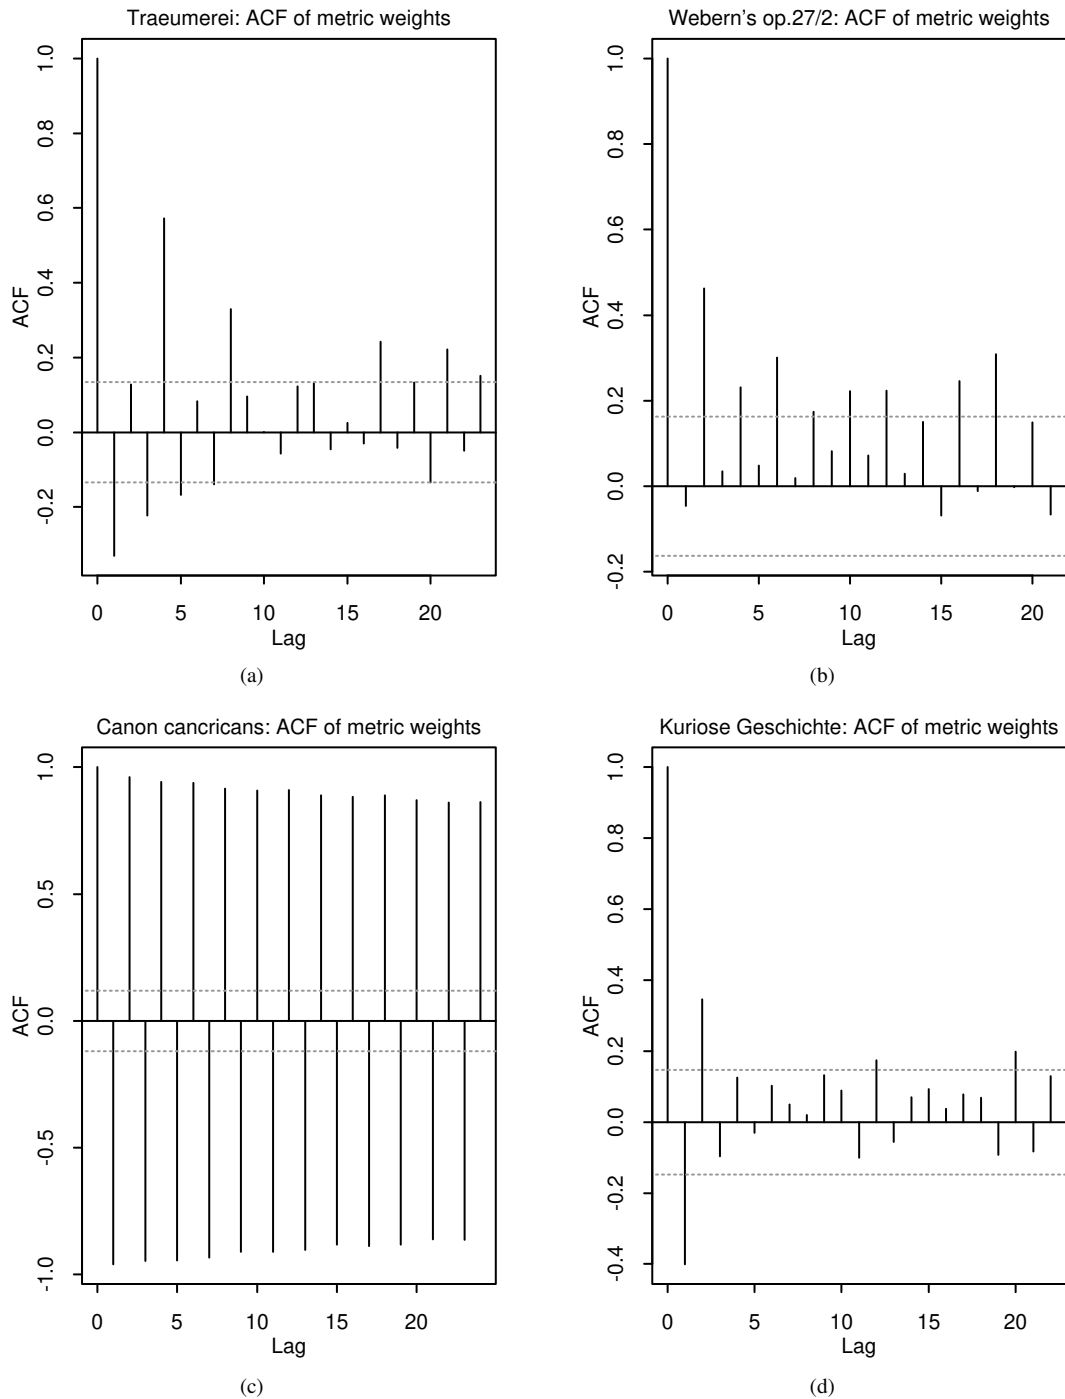 Traeumerei: ACF of metric weights
ACF
1.0
0.8
0.6
0.4
0.2
0.0
-0.2
0 5 10 15 20
Lag
(a)
Webern's op.27/2: ACF of metric weights
ACF
1.0
0.8
0.6
0.4
0.2
0.0
-0.2
0 5 10 15 20
Lag
(b)
Canon cancricans: ACF of metric weights
ACF
1.0
0.5
0.0
-0.5
-1.0
0 5 10 15 20
Lag
(c)
Kuriose Geschichte: ACF of metric weights
ACF
1.0
0.8
0.6
0.4
0.2
0.0
-0.2
-0.4
0 5 10 15 20
Lag
(d)